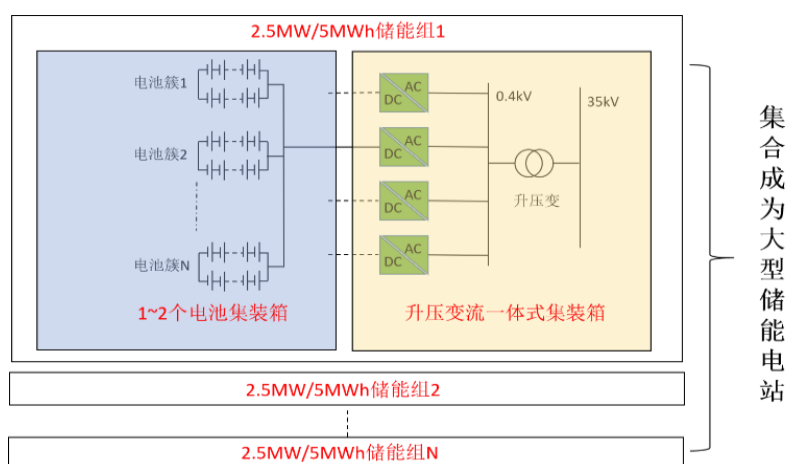 2.5MW/5MWh储能组1
电池簇1
电池簇2
电池簇N
1~2个电池集装箱
AC
DC
AC
DC
AC
DC
AC
DC
0.4kV
35kV
升压变
升压变流一体式集装箱
2.5MW/5MWh储能组2
2.5MW/5MWh储能组N
集合成为大型储能电站